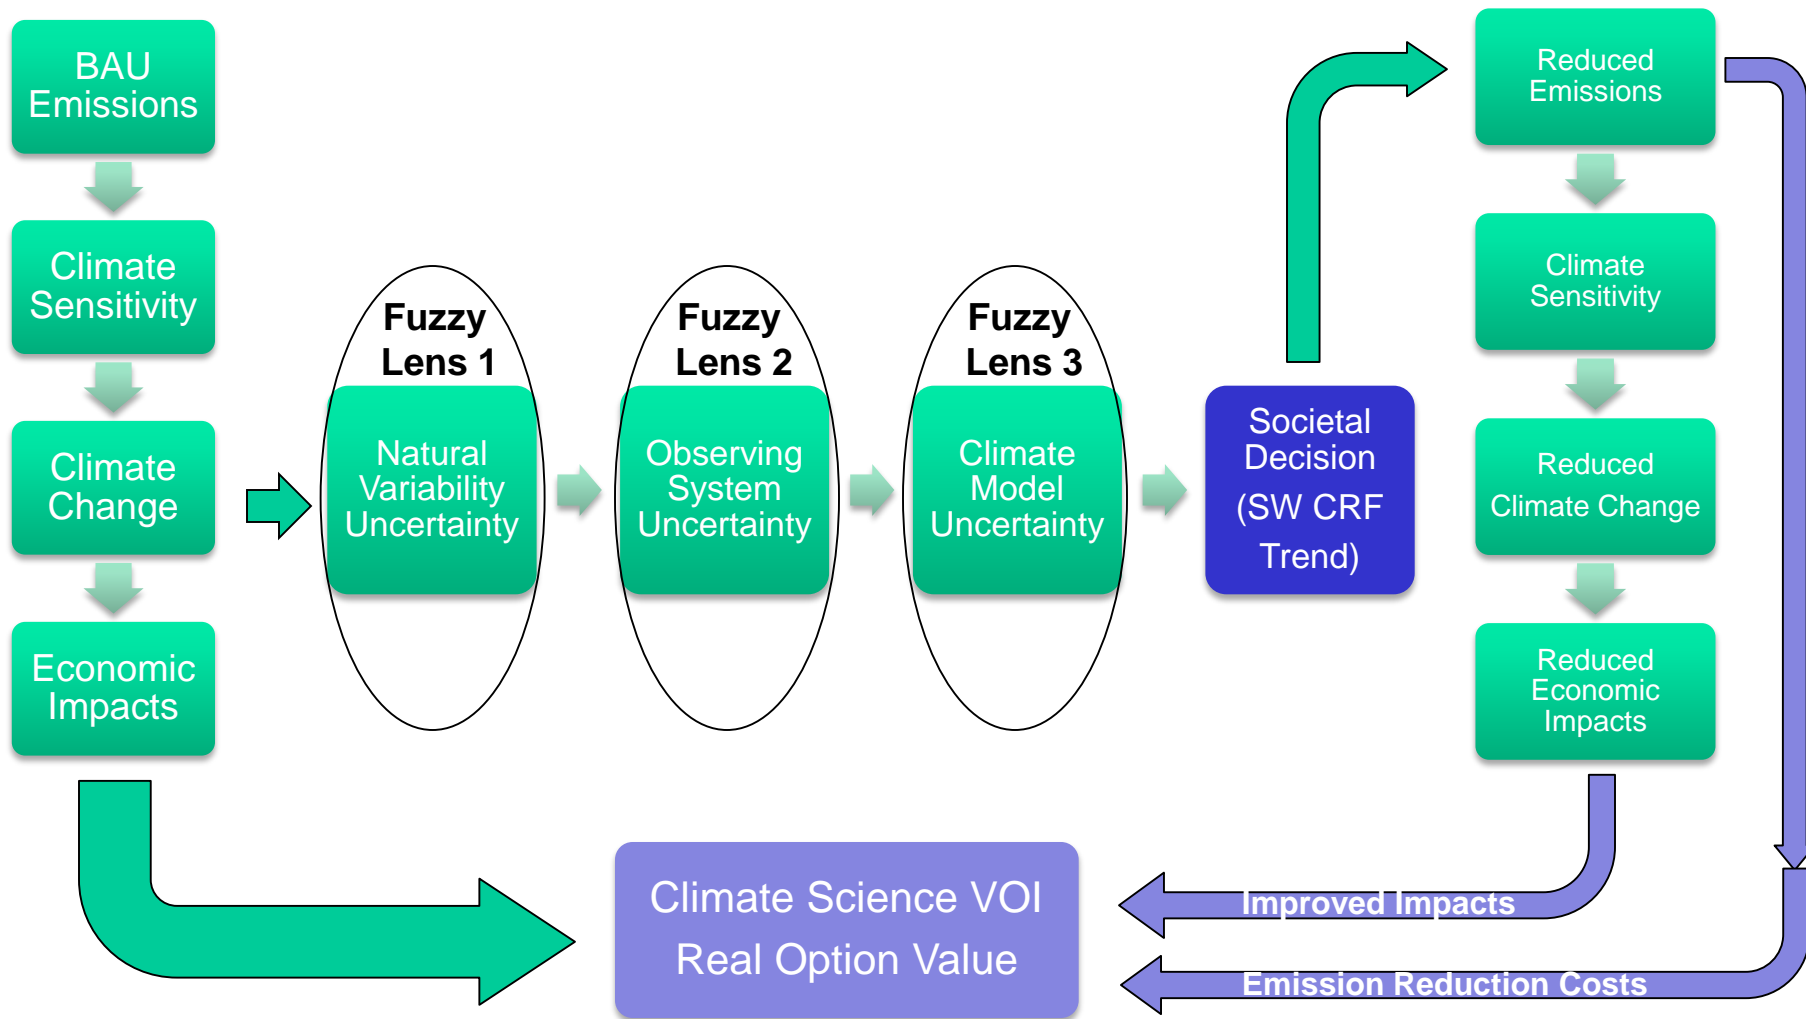 BAU
Emissions
Climate
Sensitivity
Climate
Change
Economic
Impacts
Fuzzy
Lens 1
Natural
Variability
Uncertainty
Fuzzy
Lens 2
Observing
System
Uncertainty
Fuzzy
Lens 3
Climate
Model
Uncertainty
Societal
Decision
(SW CRF
Trend)
Reduced
Emissions
Climate
Sensitivity
Reduced
Climate Change
Reduced
Economic
Impacts
Climate Science VOI
Real Option Value
Improved Impacts
Emission Reduction Costs